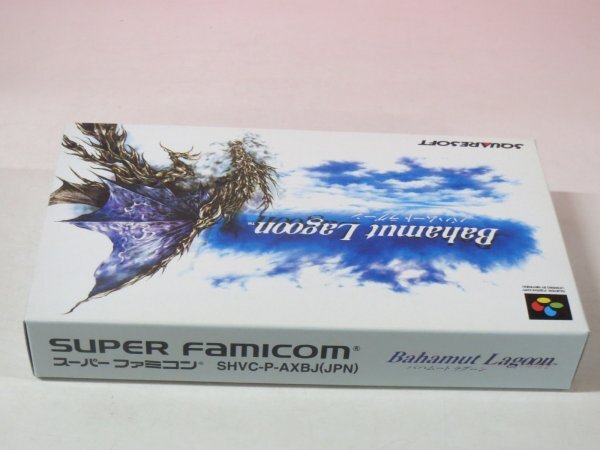 SQUARESOFT
Bahamut Lagoon™
バハムート ラグーン
SUPER FAMICOM®
スーパーファミコン® SHVC-P-AXBJ(JPN)
Bahamut Lagoon
バハムート ラグーン